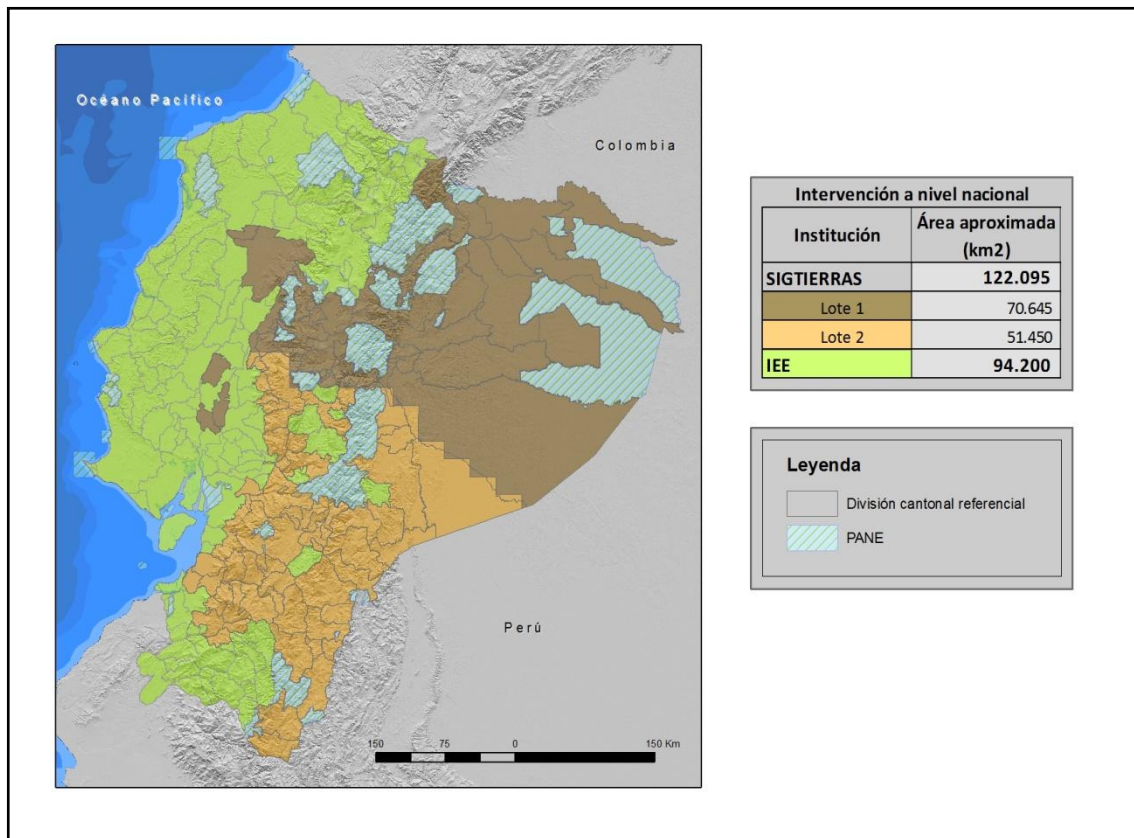 Océano Pacífico
Colombia
Perú
150 75 0 150 Km
Intervención a nivel nacional
Institución Área aproximada
(km2)
SIGTIERRAS 122.095
Lote 1 70.645
Lote 2 51.450
IEE 94.200
Leyenda
División cantonal referencial
PANE